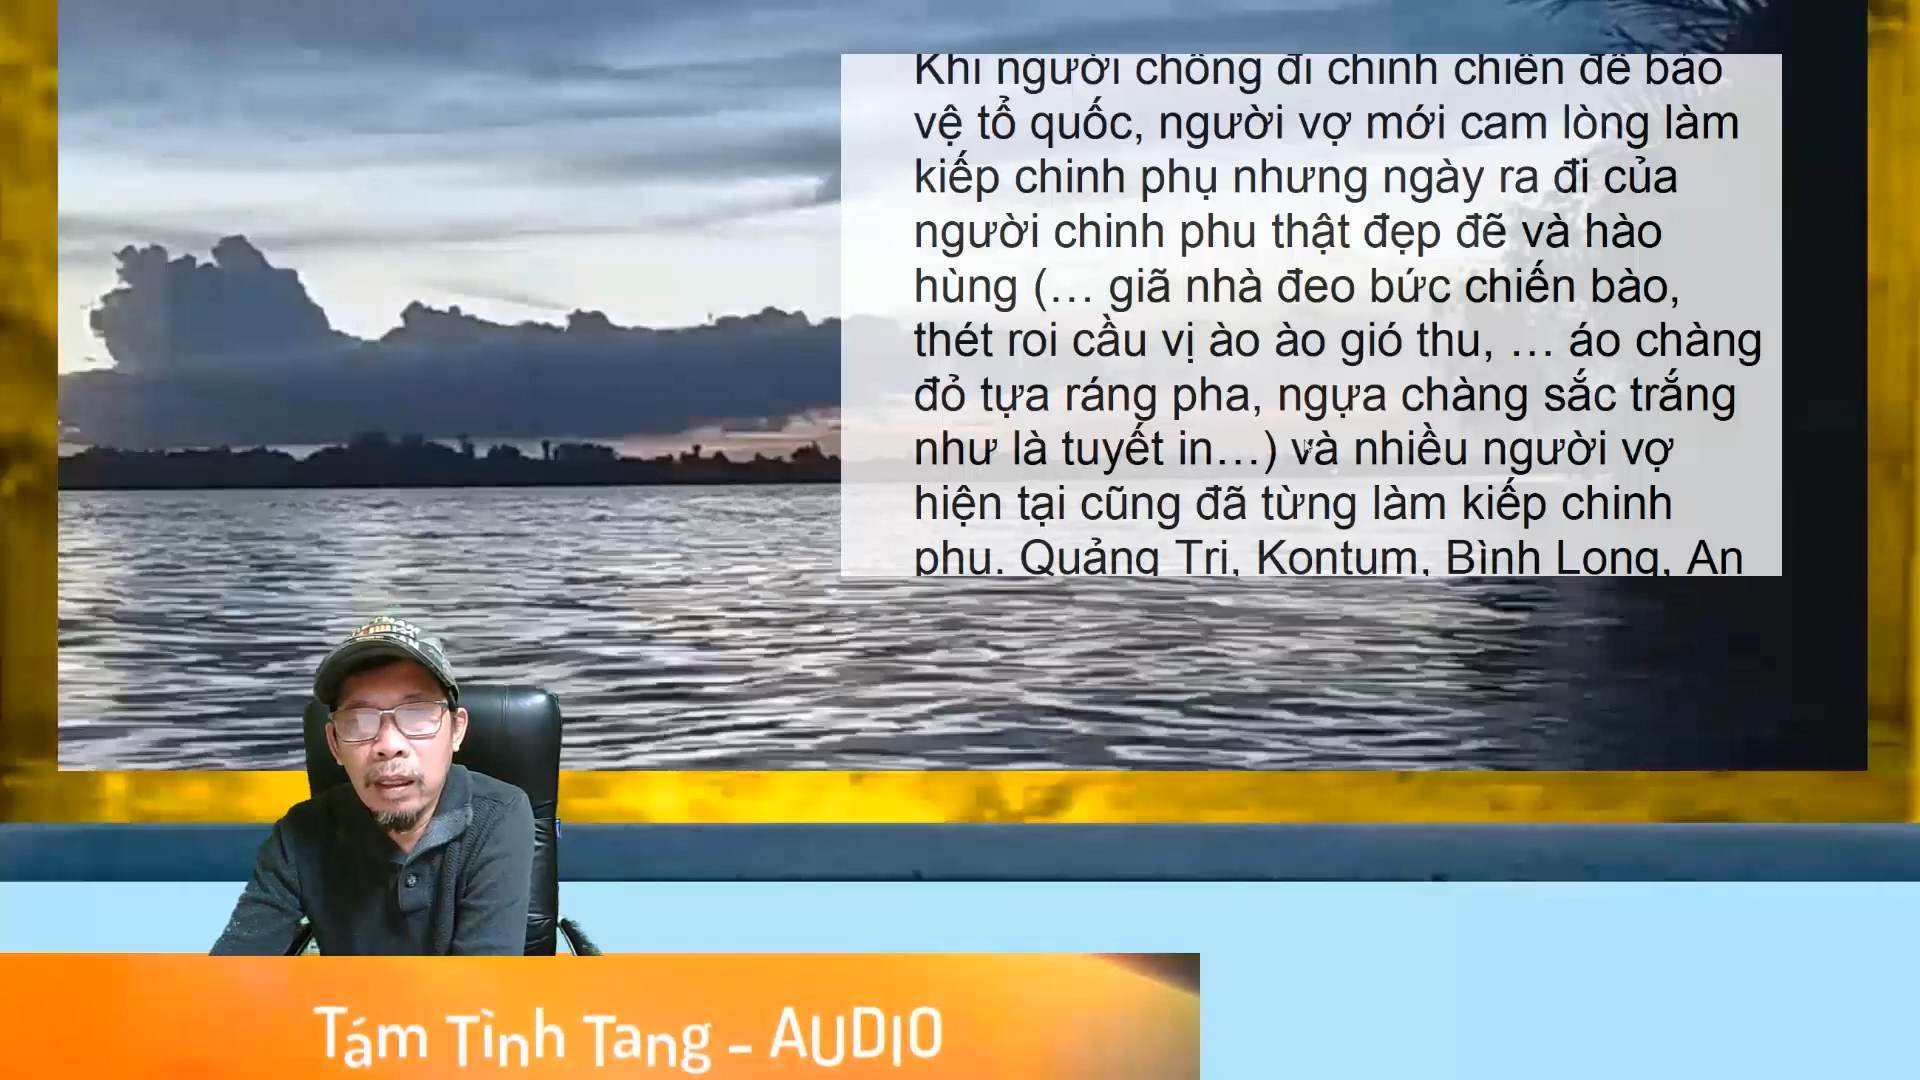 Khi người chồng đi chinh chiến để bảo
vệ tổ quốc, người vợ mới cam lòng làm
kiếp chinh phụ nhưng ngày ra đi của
người chinh phu thật đẹp đẽ và hào
hùng (… giã nhà đeo bức chiến bào,
thét roi cầu vị ào ào gió thu, … áo chàng
đỏ tựa ráng pha, ngựa chàng sắc trắng
như là tuyết in…) và nhiều người vợ
hiện tại cũng đã từng làm kiếp chinh
phụ. Quảng Trị, Kontum, Bình Long, An
Tám Tình Tang - AUDIO